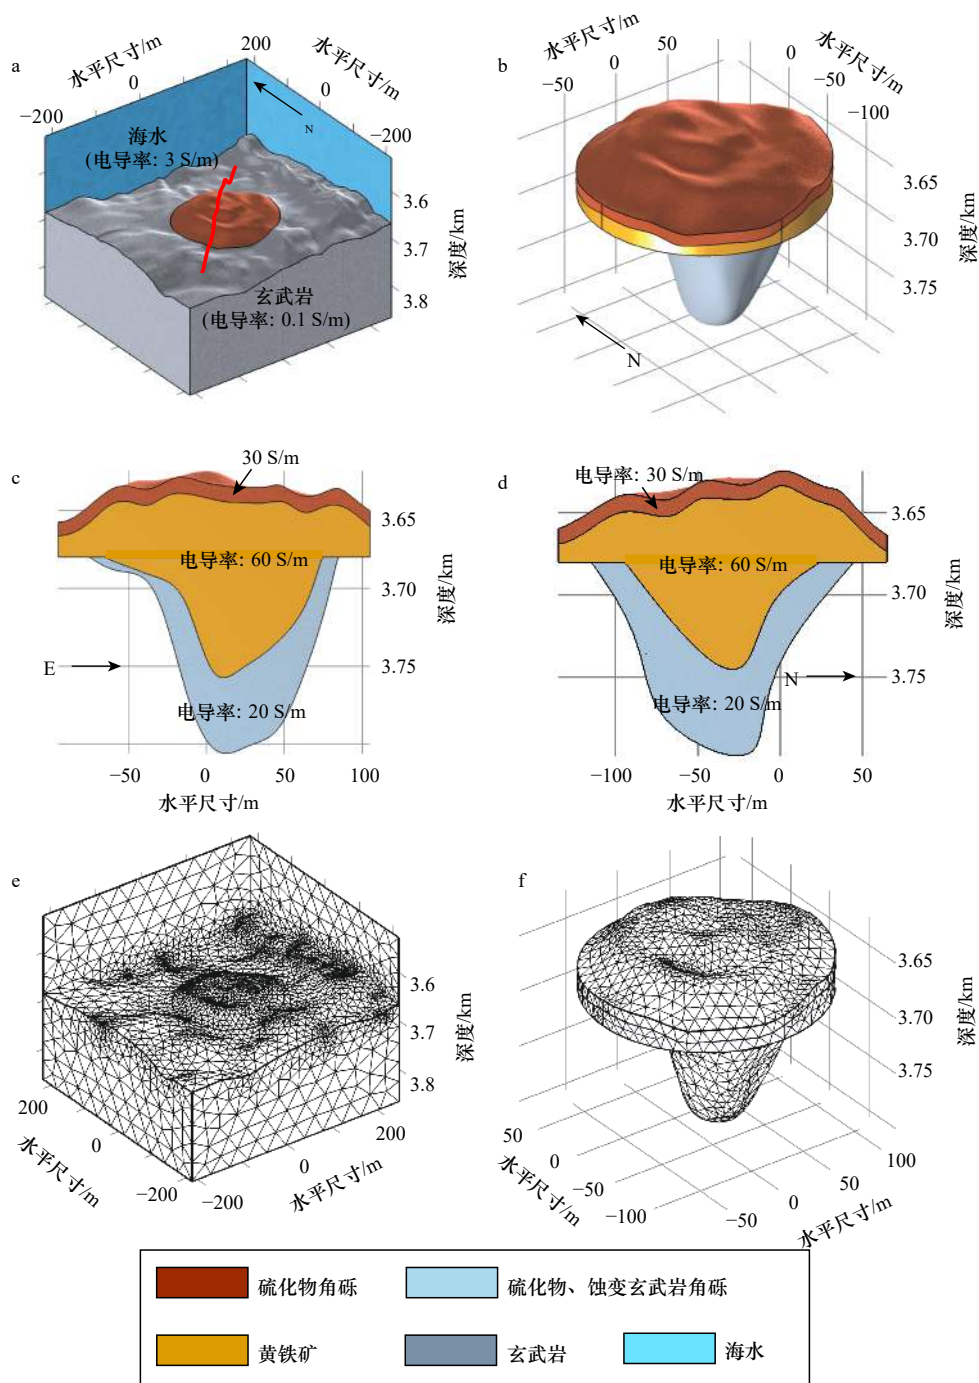 a
水平尺寸/m
水平尺寸/m
−200
0
200
0
−200
N
海水
(电导率: 3 S/m)
3.6
3.7
3.8
深度/km
玄武岩
(电导率: 0.1 S/m)
b
水平尺寸/m
水平尺寸/m
−50
0
50
0
−50
−100
3.65
3.70
3.75
深度/km
N
c
30 S/m
电导率: 60 S/m
电导率: 20 S/m
E
3.65
3.70
3.75
深度/km
−50
0
50
100
水平尺寸/m
d
电导率: 30 S/m
电导率: 60 S/m
电导率: 20 S/m
N
3.65
3.70
3.75
深度/km
−100
−50
0
50
水平尺寸/m
e
3.6
3.7
3.8
深度/km
200
0
−200
水平尺寸/m
−200
0
200
水平尺寸/m
f
3.65
3.70
3.75
深度/km
50
0
−50
−100
水平尺寸/m
−50
0
50
100
水平尺寸/m
硫化物角砾
硫化物、蚀变玄武岩角砾
黄铁矿
玄武岩
海水